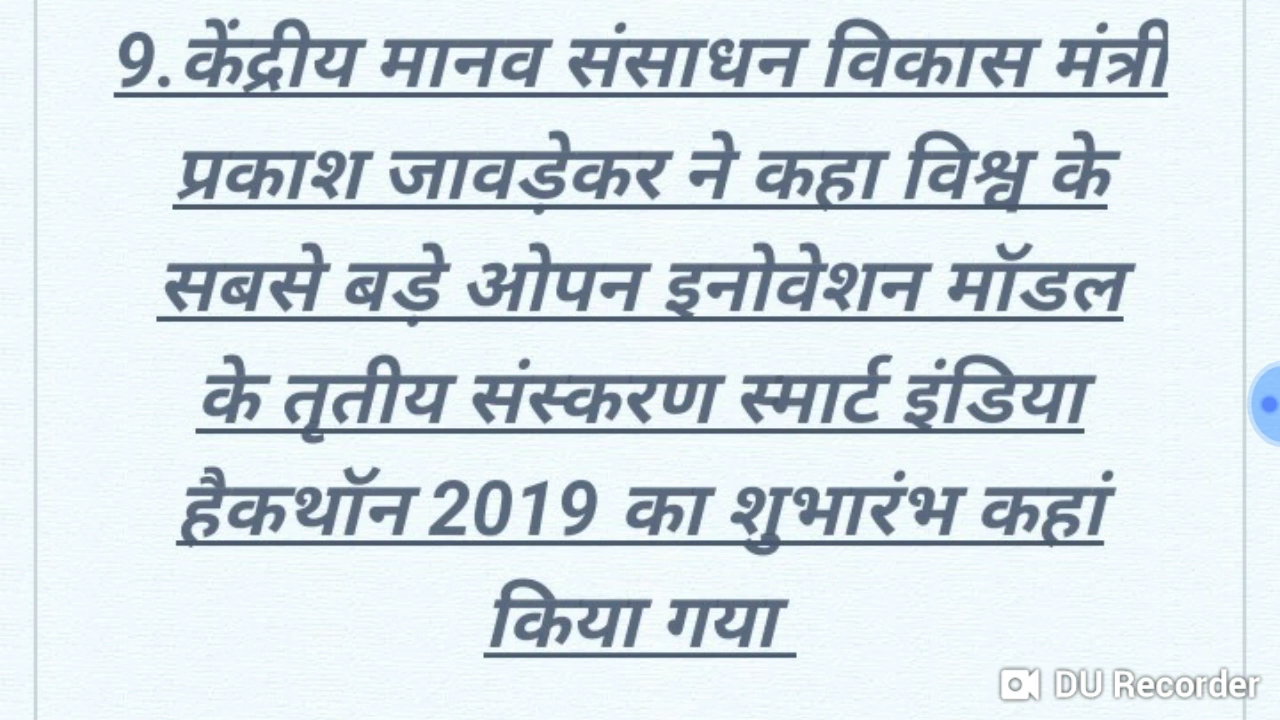 9.केंद्रीय मानव संसाधन विकास मंत्री
प्रकाश जावड़ेकर ने कहा विश्व के
सबसे बड़े ओपन इनोवेशन मॉडल
के तृतीय संस्करण स्मार्ट इंडिया
हैकथॉन 2019 का शुभारंभ कहां
किया गया
DU Recorder